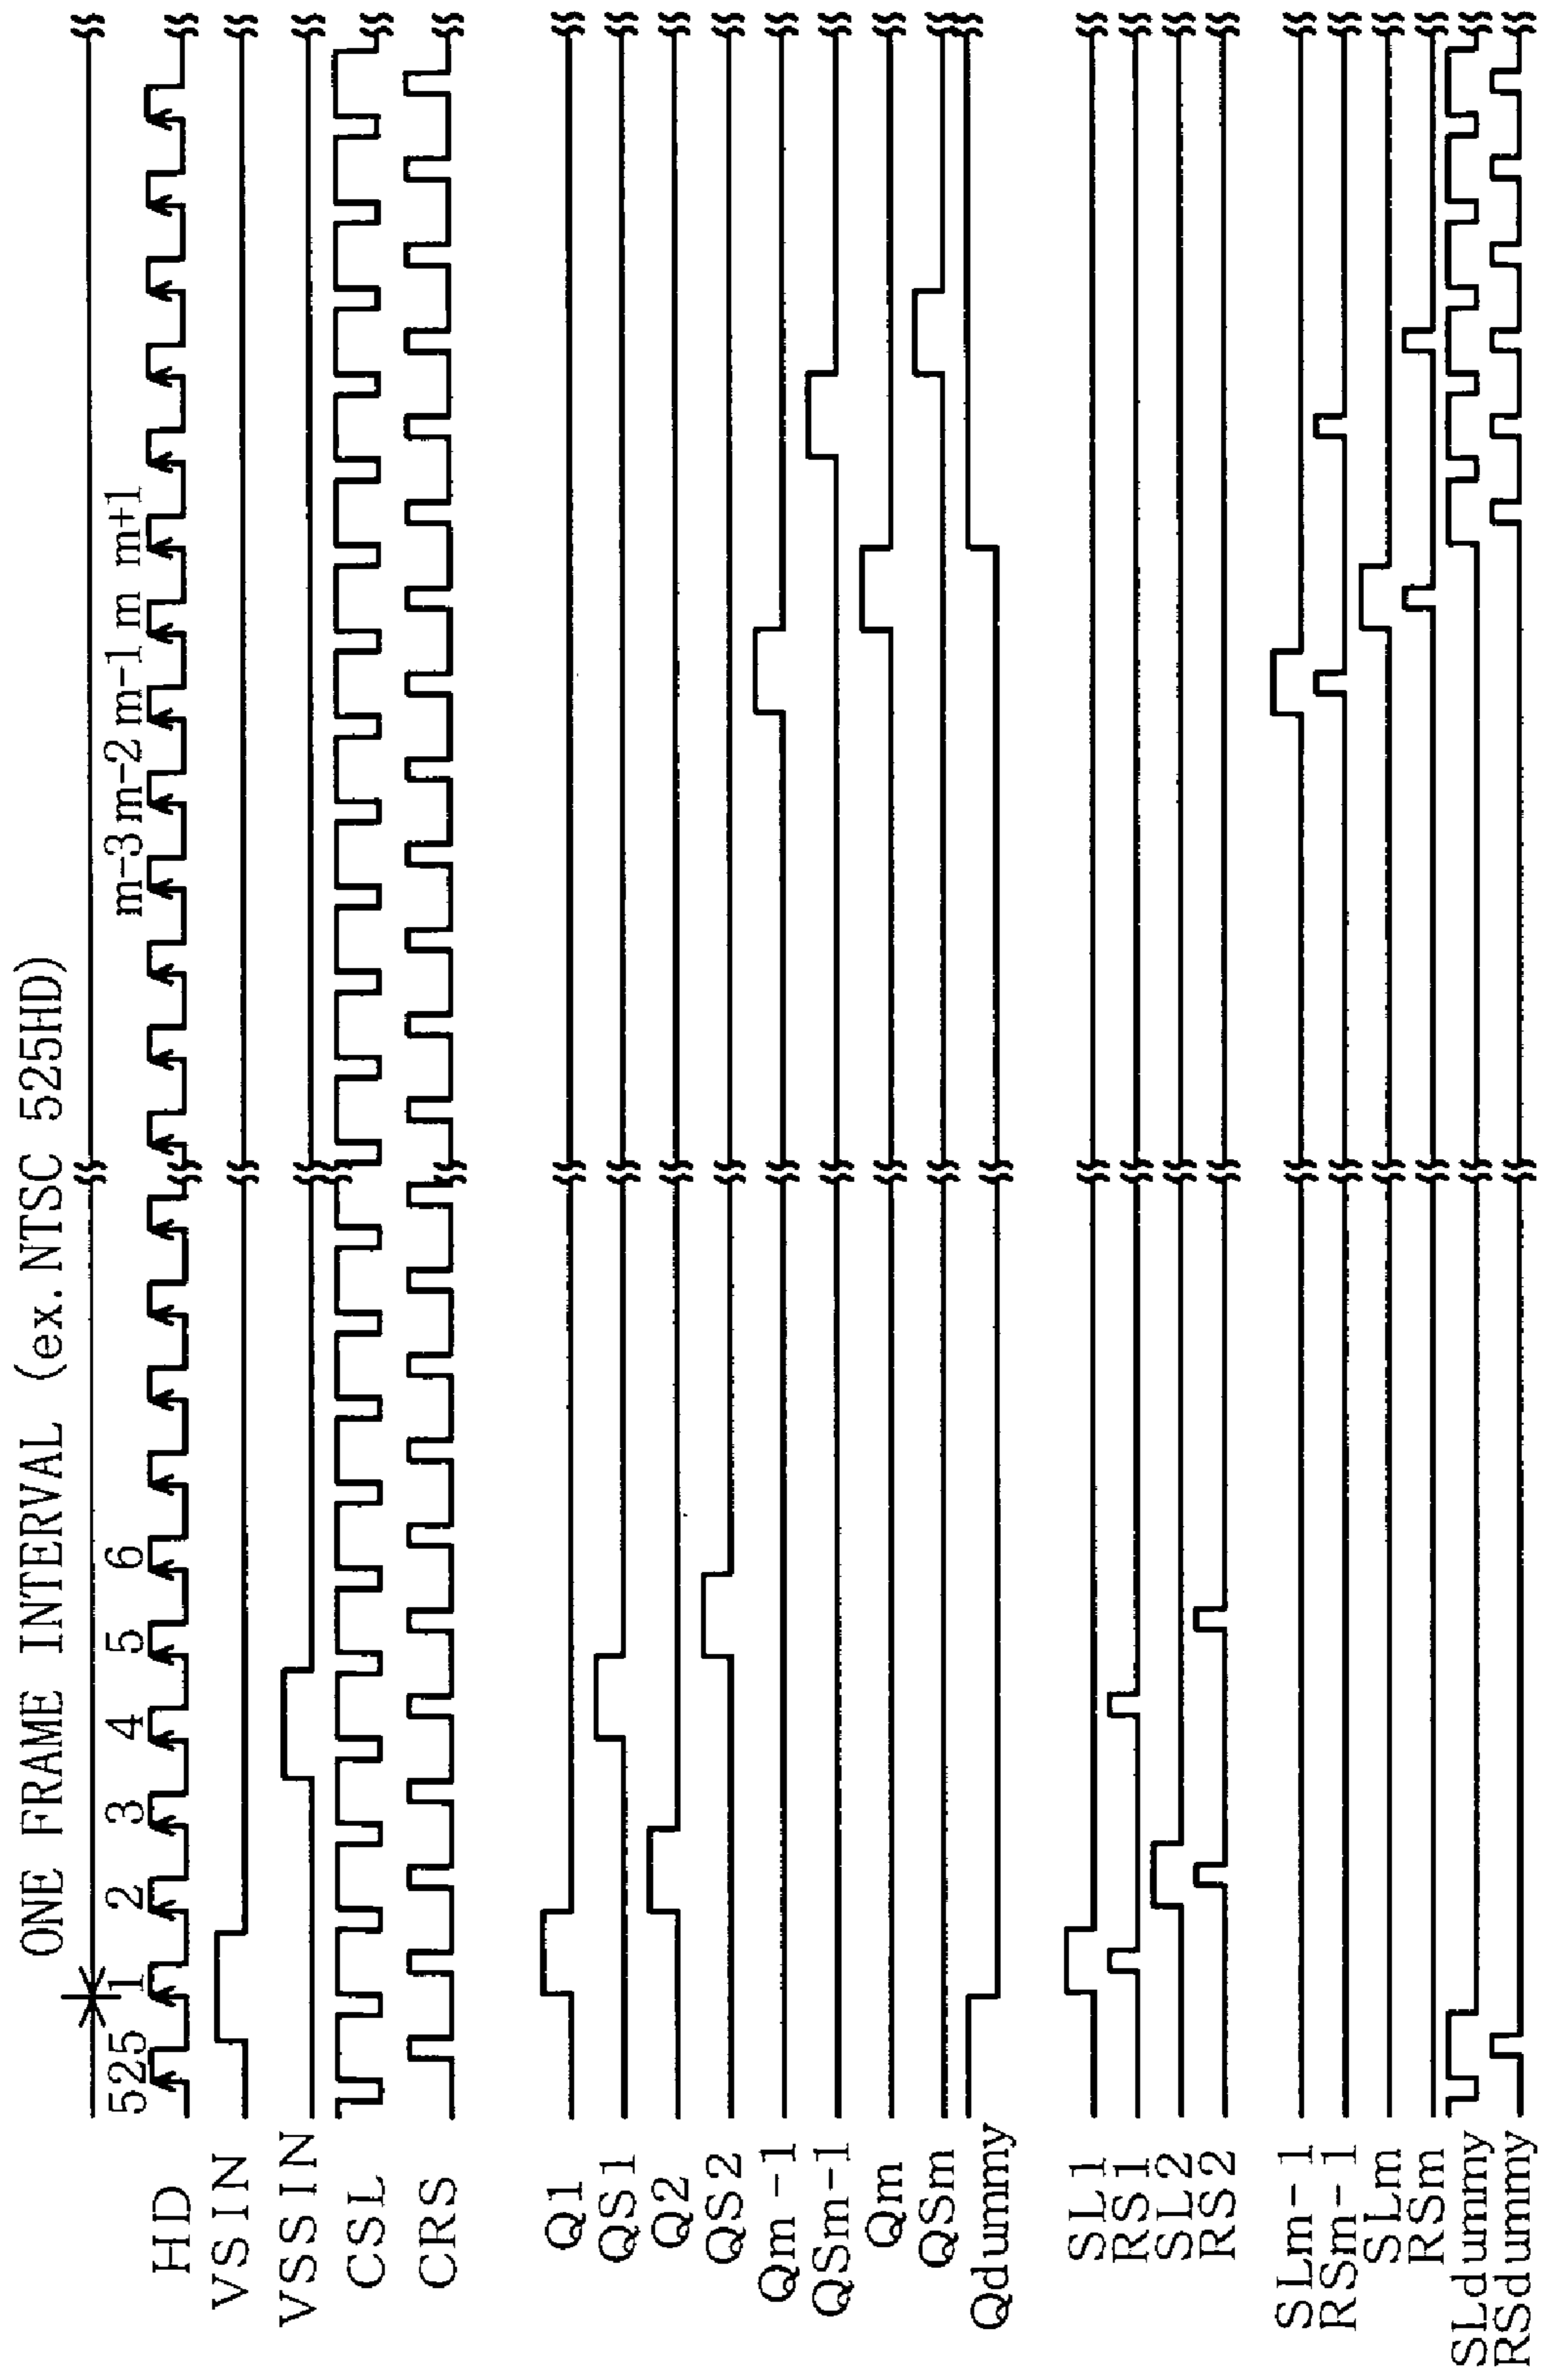 ONE FRAME INTERVAL (ex. NTSC 525HD)
525 1 2 3 4 5 6 m-3 m-2 m-1 m m+1
HD
VSIN
VSSIN
CSL
CRS
Q1
QS1
Q2
QS2
Qm-1
QSm-1
Qm
QSm
Qdummy
SL1
RS1
SL2
RS2
SLm-1
RSm-1
SLm
RSm
SLdummy
RSdummy